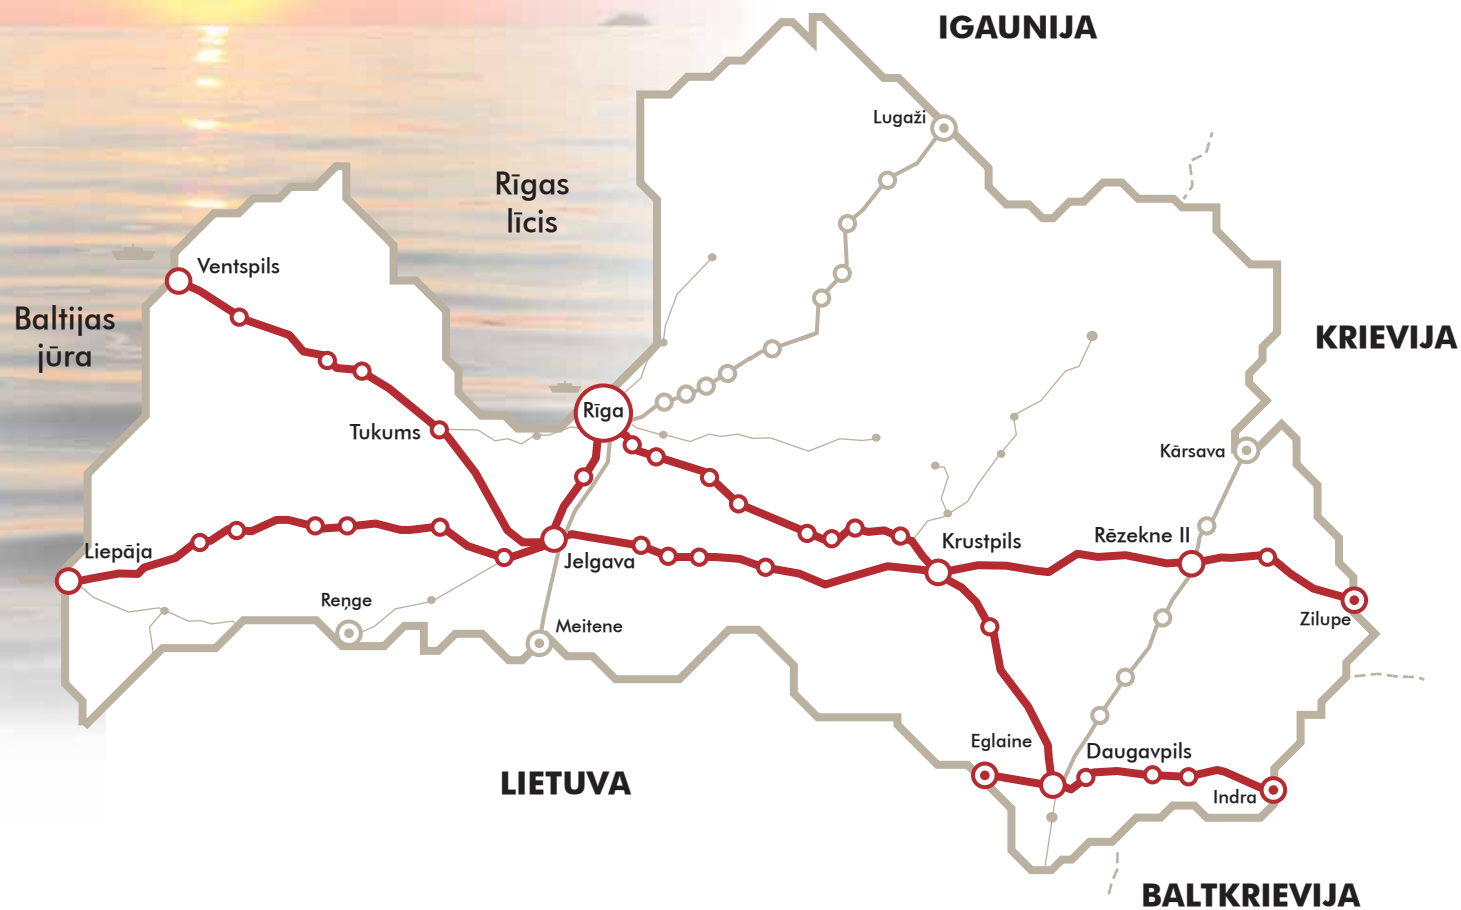 IGAUNIJA
Lugaži
Rīgas
līcis
Ventspils
Baltijas
jūra
KRIEVIJA
Rīga
Tukums
Kārsava
Rēzekne II
Krustpils
Liepāja
Jelgava
Reņge
Meitene
Zilupe
Eglaine
Daugavpils
Indra
LIETUVA
BALTKRIEVIJA